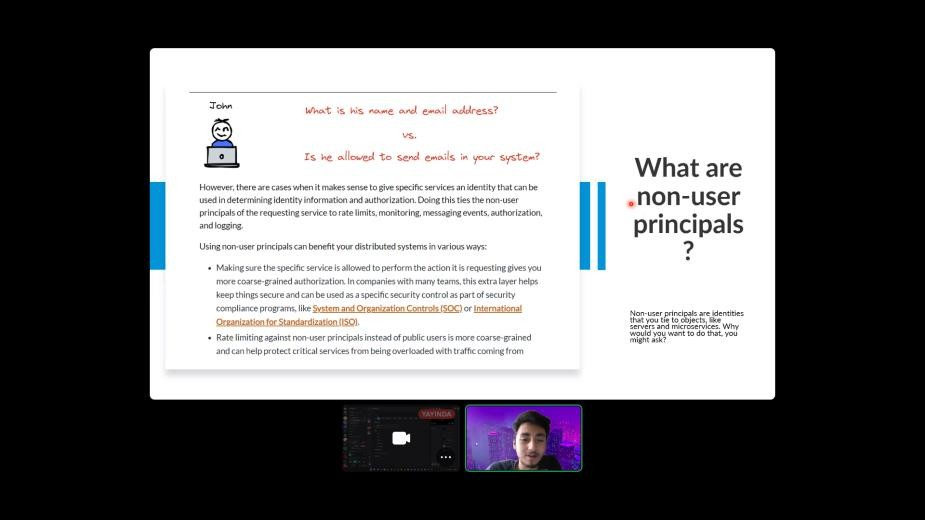 John
What is his name and email address?
vs.
Is he allowed to send emails in your system?
However, there are cases when it makes sense to give specific services an identity that can be
used in determining identity information and authorization. Doing this ties the non-user
principals of the requesting service to rate limits, monitoring, messaging events, authorization,
and logging.
Using non-user principals can benefit your distributed systems in various ways:
• Making sure the specific service is allowed to perform the action it is requesting gives you
more coarse-grained authorization. In companies with many teams, this extra layer helps
keep things secure and can be used as a specific security control as part of security
compliance programs, like System and Organization Controls (SOC) or International
Organization for Standardization (ISO).
• Rate limiting against non-user principals instead of public users is more coarse-grained
and can help protect critical services from being overloaded with traffic coming from
What are
non-user
principals
?
Non-user principals are identities
that you tie to objects, like
servers and microservices. Why
would you want to do that, you
might ask?
YAYINDA